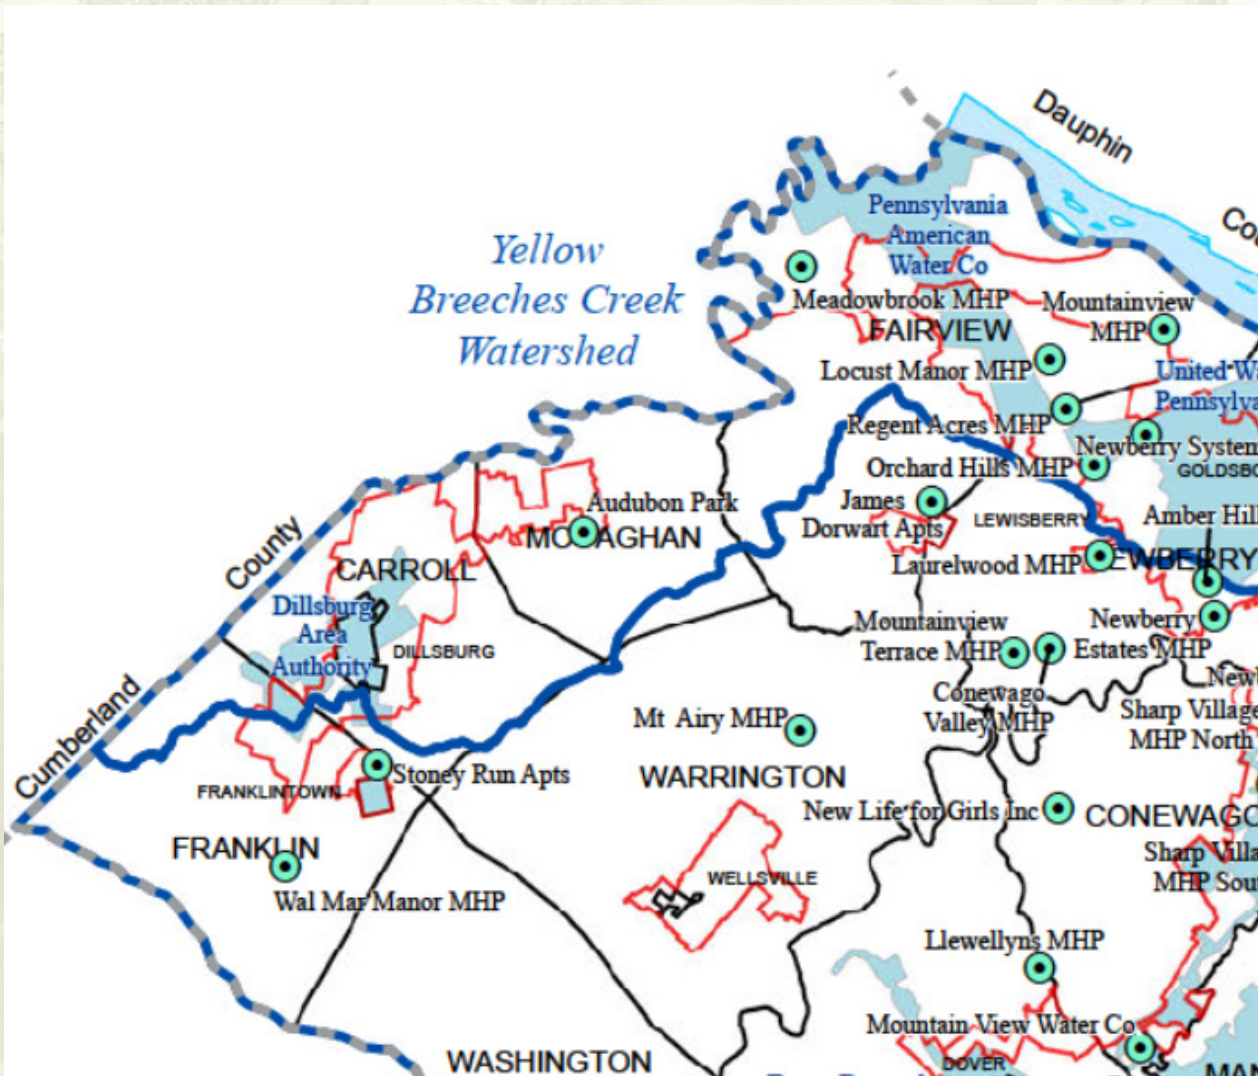 Dauphin
Yellow
Breeches Creek
Watershed
Pennsylvania
American
Water Co
Meadowbrook MHP
Mountainview
MHP
FAIRVIEW
Locust Manor MHP
Regent Acres MHP
Newberry System
Orchard Hills MHP
Audubon Park
MONAGHAN
James
Dorwart Apts
LEWISBERRY
Laurelwood MHP
County
CARROLL
Dillsburg
Area
Authority
DILLSBURG
Mountainview
Terrace MHP
Newberry
Estates MHP
Conewago
Valley MHP
Sharp Village
MHP North
Mt Airy MHP
Cumberland
Stoney Run Apts
FRANKLINTOWN
WARRINGTON
New Life for Girls Inc
CONEWAGO
FRANKLIN
Wal Mar Manor MHP
WELLSVILLE
Llewellyns MHP
Mountain View Water Co
DOVER
WASHINGTON